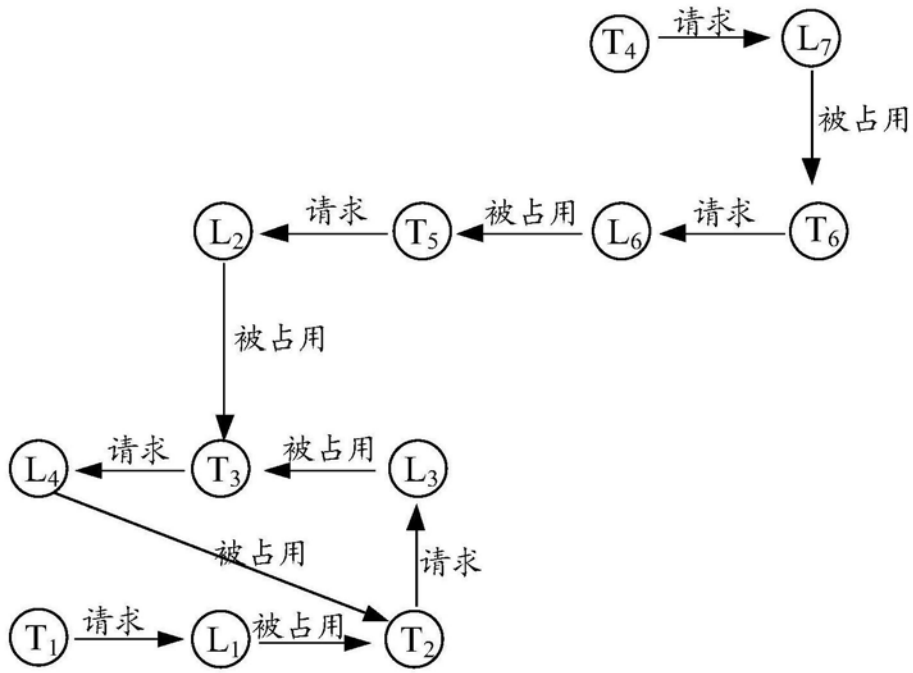 T4 请求 L7
被占用
L2 请求 T5 被占用 L6 请求 T6
被占用
L4 请求 T3 被占用 L3
被占用 请求
T1 请求 L1 被占用 T2